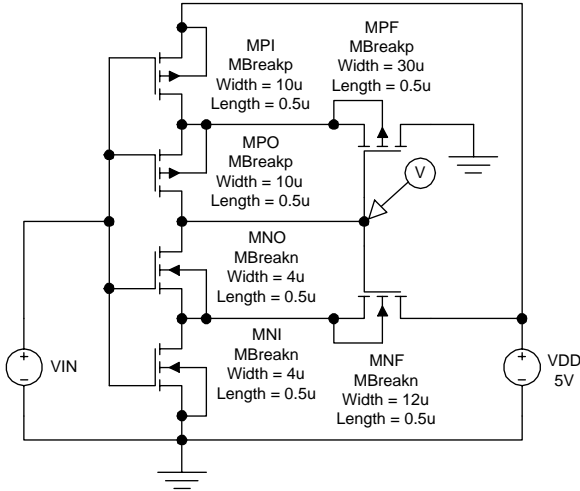 MPI
MBreakp
Width = 10u
Length = 0.5u
MPF
MBreakp
Width = 30u
Length = 0.5u
MPO
MBreakp
Width = 10u
Length = 0.5u
V
MNO
MBreakn
Width = 4u
Length = 0.5u
MNI
MBreakn
Width = 4u
Length = 0.5u
MNF
MBreakn
Width = 12u
Length = 0.5u
VIN
VDD
5V